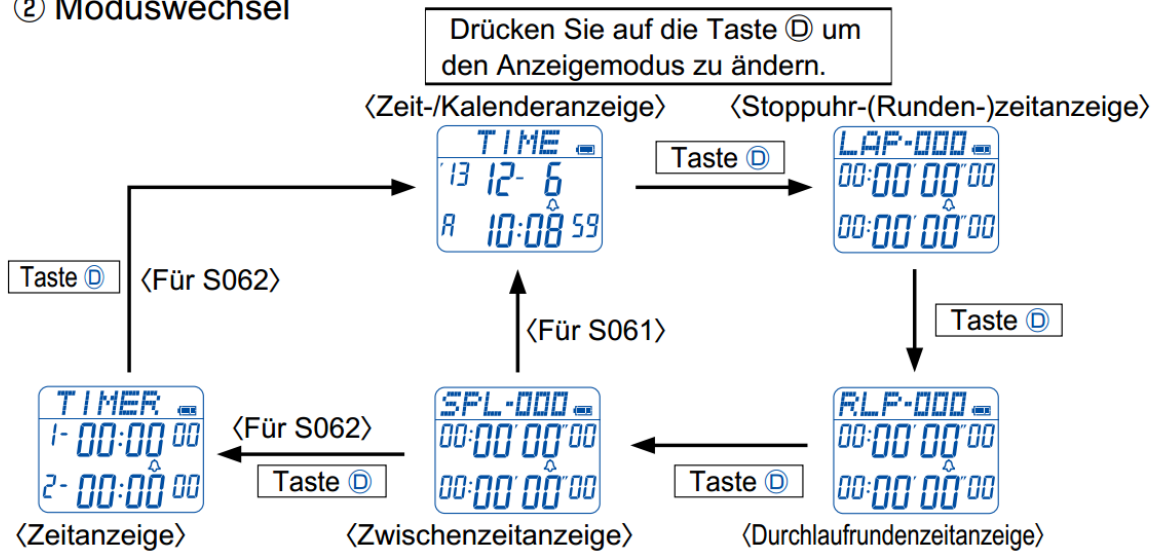 ② Moduswechsel
Drücken Sie auf die Taste Ⓓ um
den Anzeigemodus zu ändern.
〈Zeit-/Kalenderanzeige〉
〈Stoppuhr-(Runden-)zeitanzeige〉
TIME
'13 12- 6
A 10:08 59
Taste Ⓓ
LAP-000
00:00'00"00
00:00'00"00
Taste Ⓓ
〈Für S062〉
〈Für S061〉
Taste Ⓓ
TIMER
1- 00:00 00
2- 00:00 00
〈Für S062〉
Taste Ⓓ
SPL-000
00:00'00"00
00:00'00"00
Taste Ⓓ
RLP-000
00:00'00"00
00:00'00"00
〈Zeitanzeige〉
〈Zwischenzeitanzeige〉
〈Durchlaufrundenzeitanzeige〉